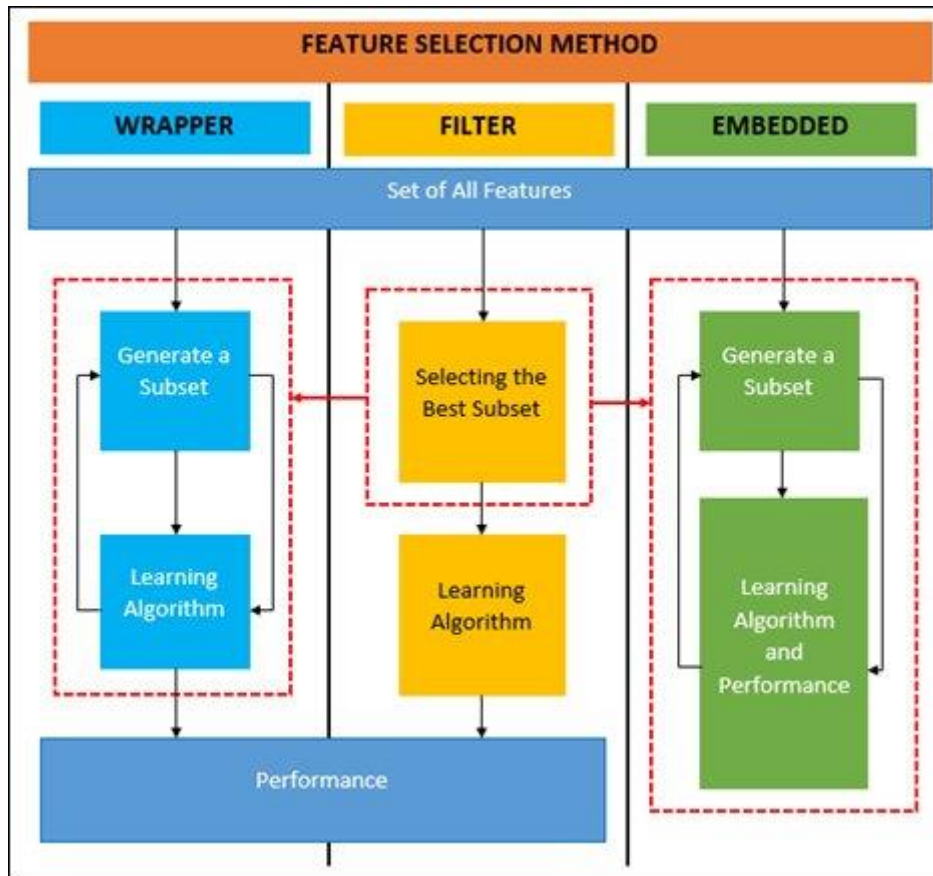 FEATURE SELECTION METHOD
WRAPPER
FILTER
EMBEDDED
Set of All Features
Generate a
Subset
Selecting the
Best Subset
Generate a
Subset
Learning
Algorithm
Learning
Algorithm
Learning
Algorithm
and
Performance
Performance